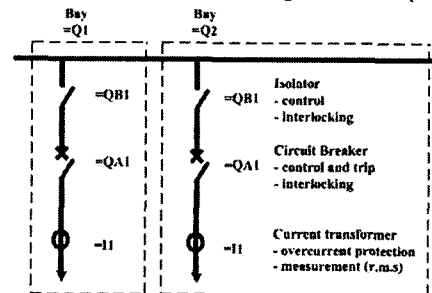 Bay
=Q1
Bay
=Q2
=QB1
=QB1
Isolator
- control
- interlocking
=QA1
=QA1
Circuit Breaker
- control and trip
- interlocking
=I1
=I1
Current transformer
- overcurrent protection
- measurement (r.m.s)